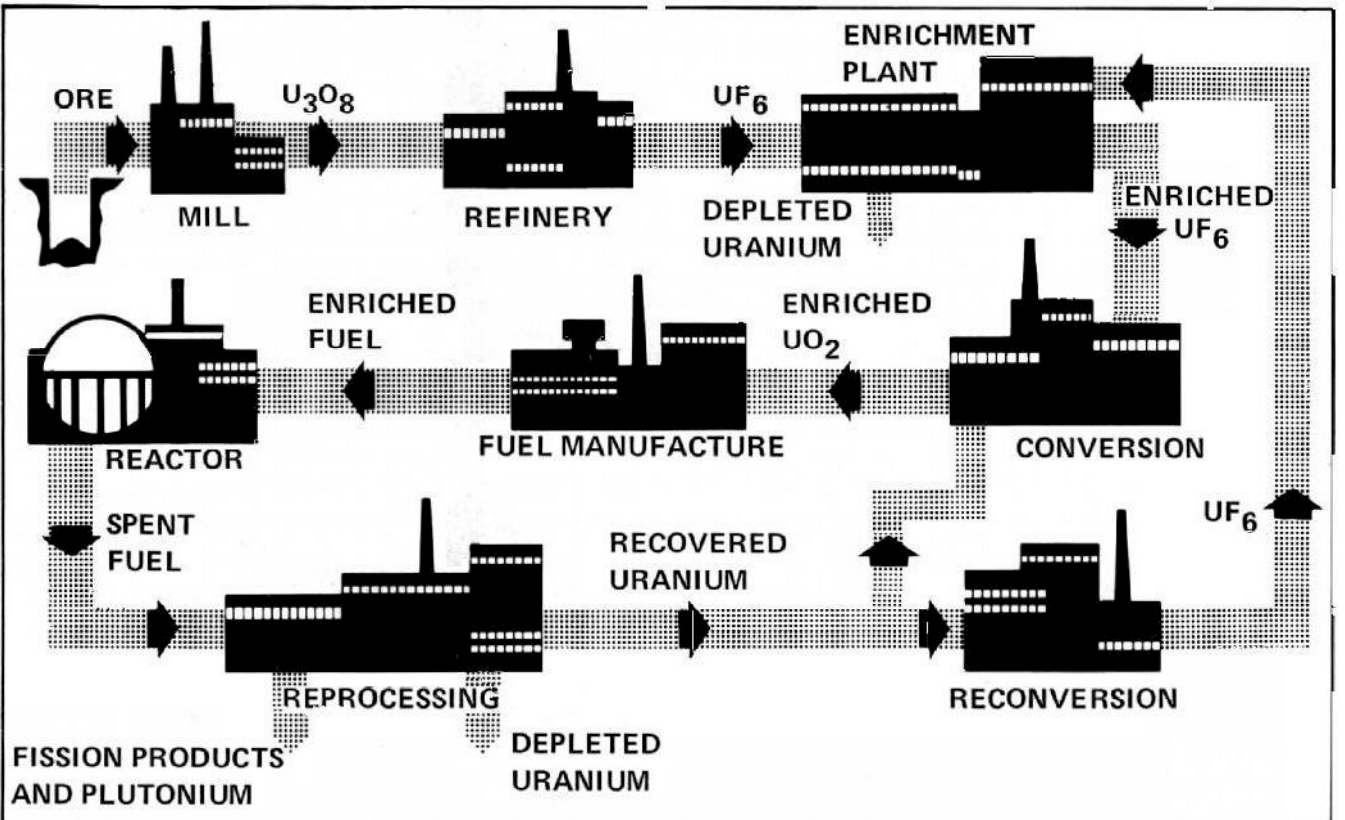 ORE
U3O8
UF6
ENRICHMENT
PLANT
MILL
REFINERY
DEPLETED
URANIUM
ENRICHED
UF6
ENRICHED
FUEL
ENRICHED
UO2
REACTOR
FUEL MANUFACTURE
CONVERSION
SPENT
FUEL
RECOVERED
URANIUM
UF6
REPROCESSING
RECONVERSION
FISSION PRODUCTS
AND PLUTONIUM
DEPLETED
URANIUM